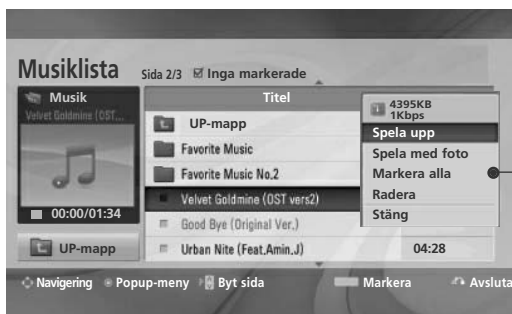 Musiklista
Sida 2/3 Inga markerade
Musik
Velvet Goldmine (OST...
00:00/01:34
UP-mapp
Titel
UP-mapp
Favorite Music
Favorite Music No.2
Velvet Goldmine (OST vers2)
Good Bye (Original Ver.)
Urban Nite (Feat.Amin.J)
04:28
4395KB
1Kbps
Spela upp
Spela med foto
Markera alla
Radera
Stäng
Navigering Popup-meny Byt sida Markera Avsluta